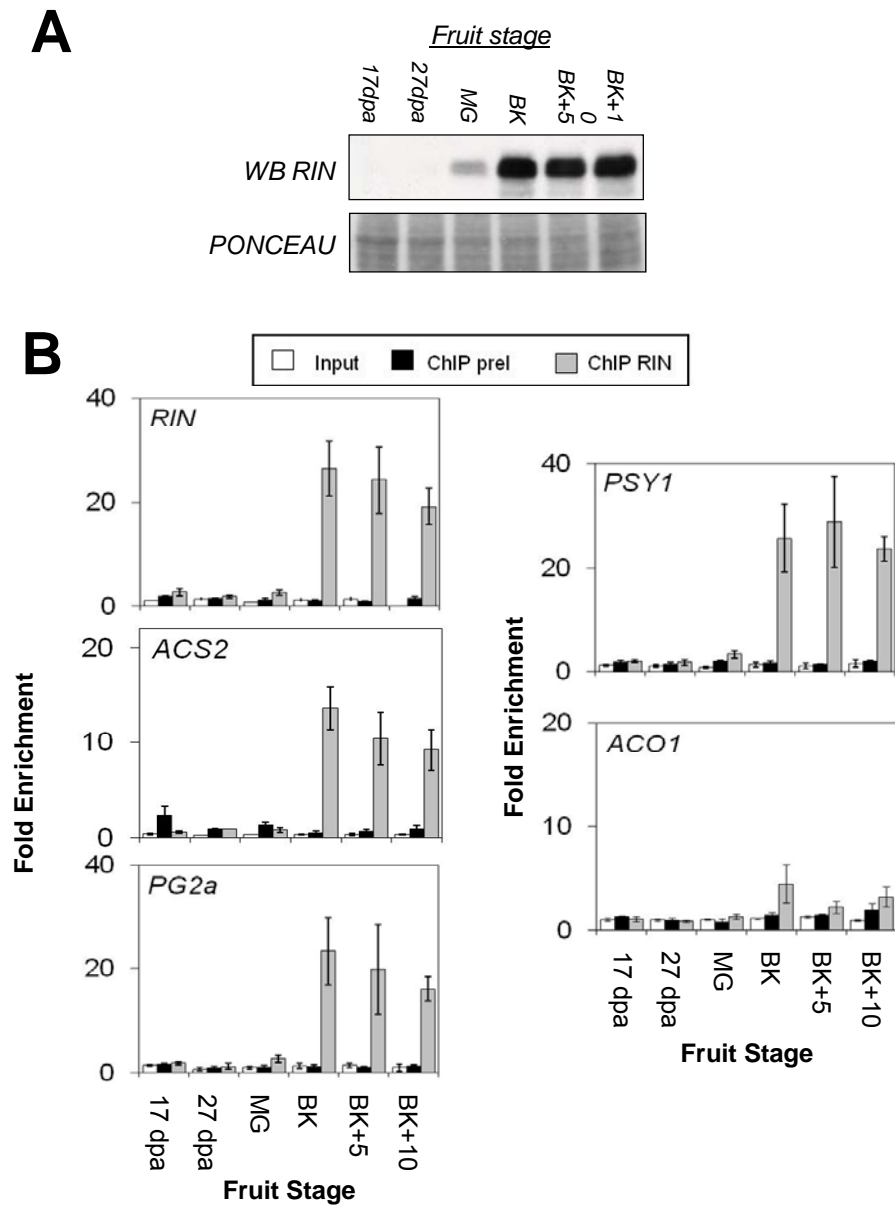 A
Fruit stage
17dpa
27dpa
MG
BK
BK+5
0
BK+1
WB RIN
PONCEAU
B
Input
ChIP preI
ChIP RIN
Fold Enrichment
RIN
40
20
0
ACS2
20
10
0
PG2a
40
20
0
17 dpa
27 dpa
MG
BK
BK+5
BK+10
Fruit Stage
Fold Enrichment
PSY1
40
20
0
ACO1
20
10
0
17 dpa
27 dpa
MG
BK
BK+5
BK+10
Fruit Stage